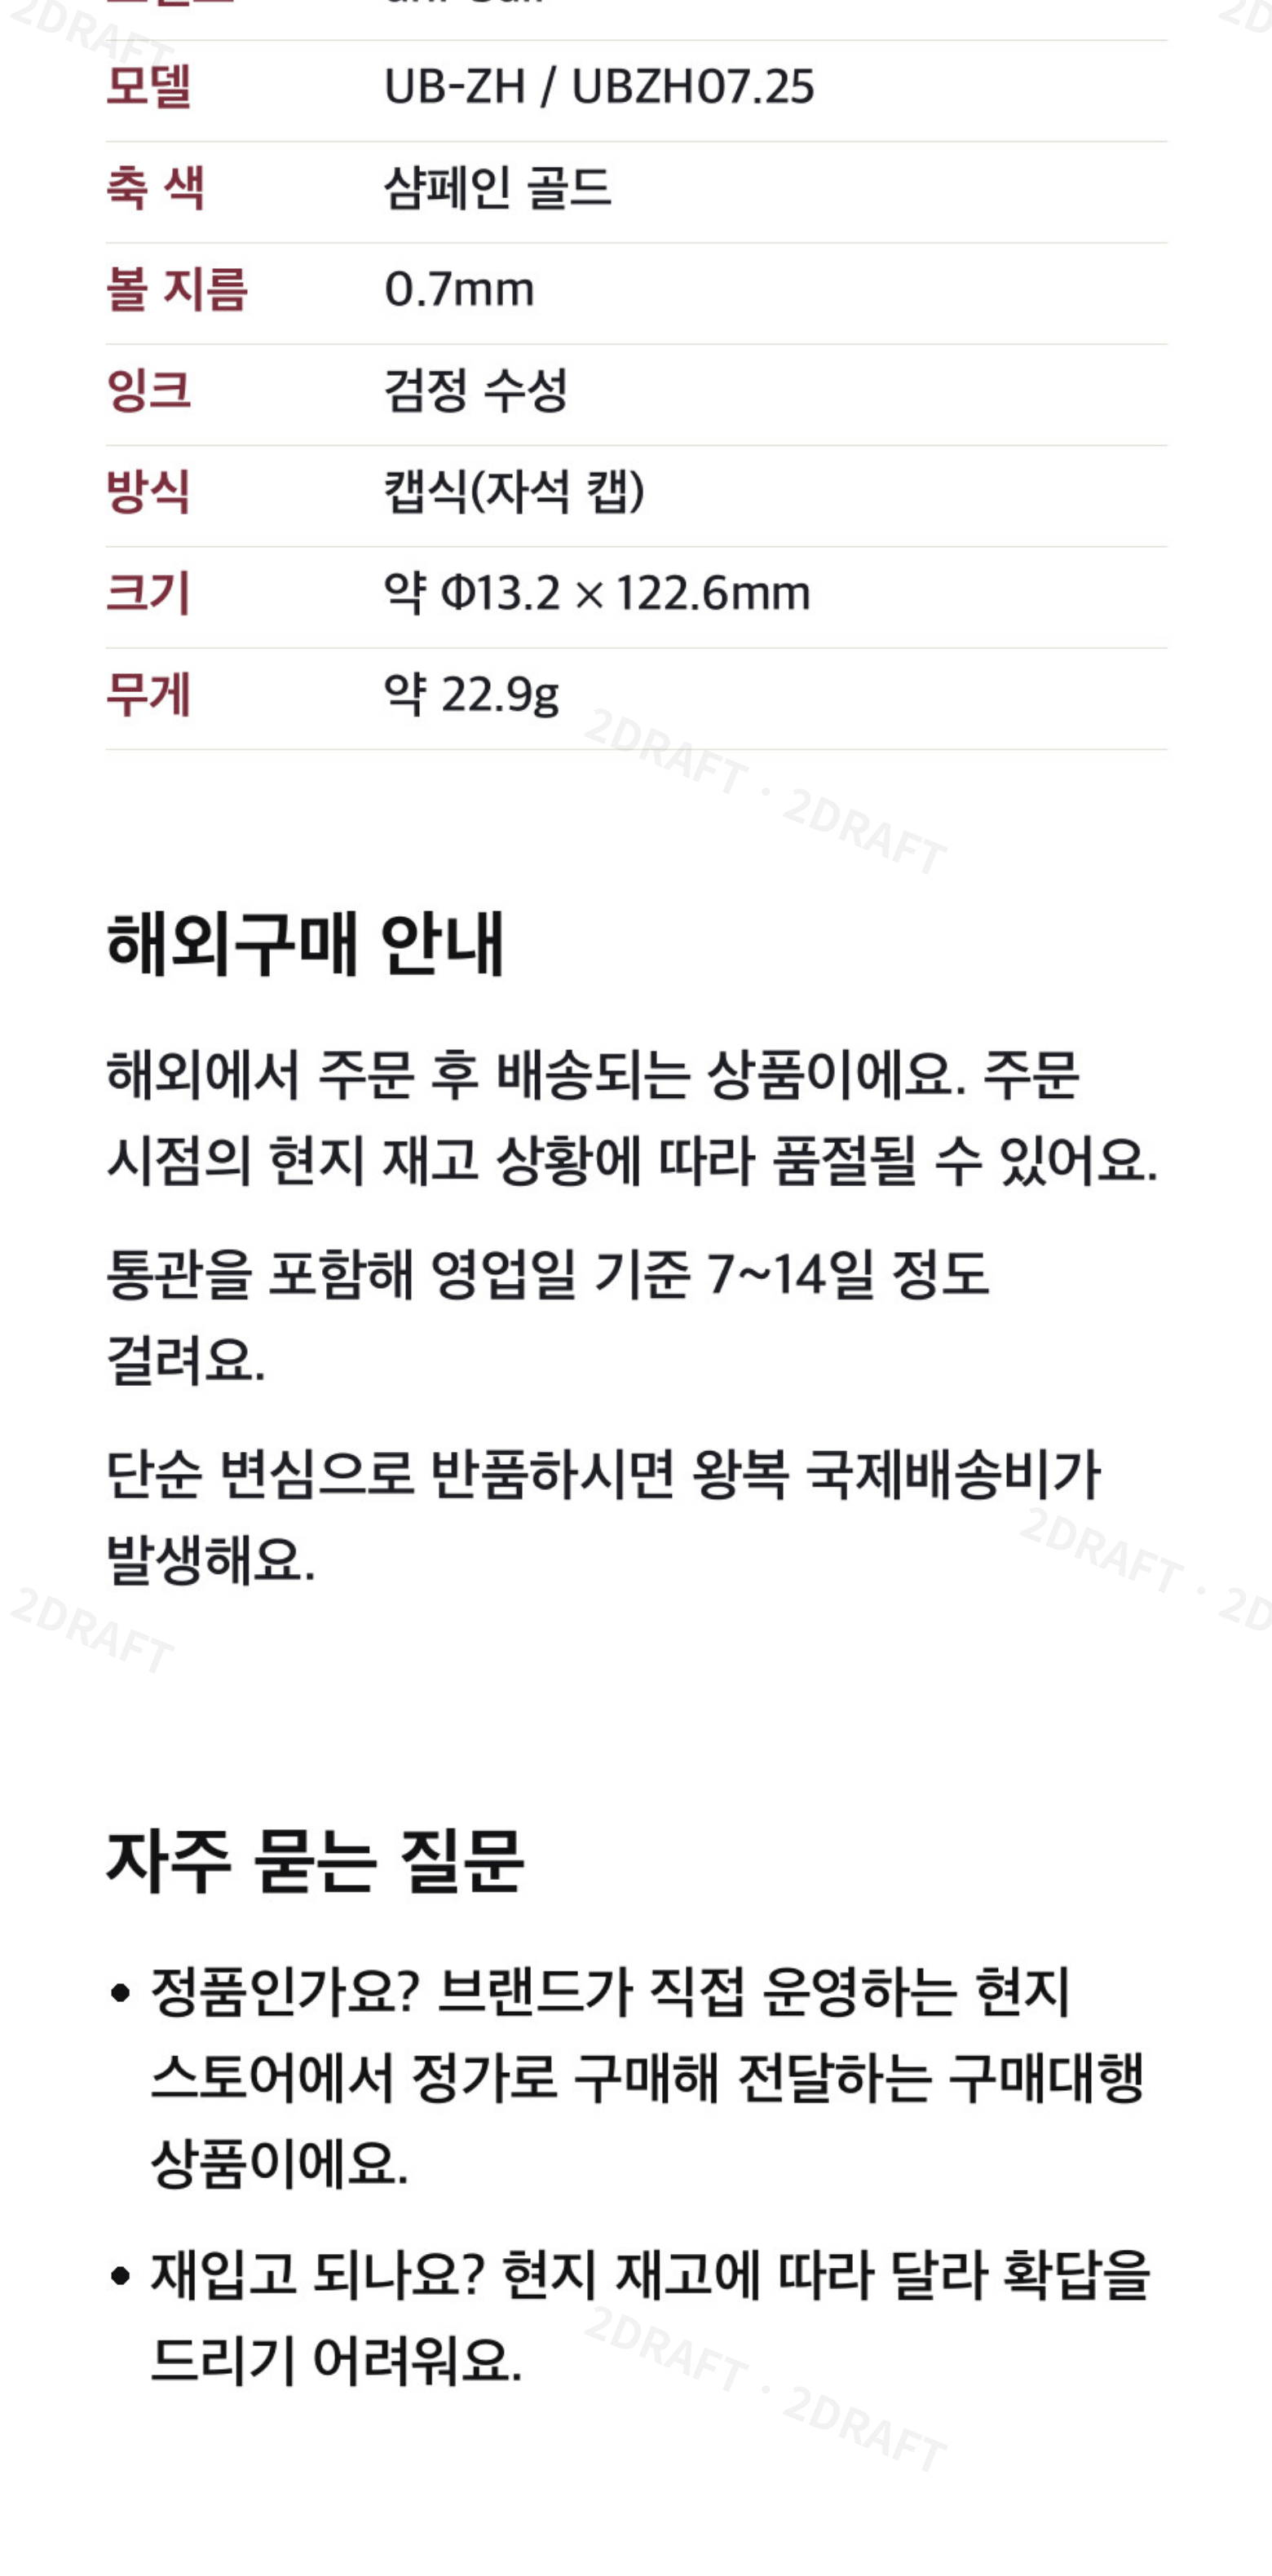 2DRAFT
모델 UB-ZH / UBZH07.25
축 색 샴페인 골드
볼 지름 0.7mm
잉크 검정 수성
방식 캡식(자석 캡)
크기 약 Φ13.2 × 122.6mm
무게 약 22.9g
2DRAFT · 2DRAFT
해외구매 안내
해외에서 주문 후 배송되는 상품이에요. 주문
시점의 현지 재고 상황에 따라 품절될 수 있어요.
통관을 포함해 영업일 기준 7~14일 정도
걸려요.
단순 변심으로 반품하시면 왕복 국제배송비가
발생해요.
2DRAFT · 2D
2DRAFT
자주 묻는 질문
• 정품인가요? 브랜드가 직접 운영하는 현지
스토어에서 정가로 구매해 전달하는 구매대행
상품이에요.
• 재입고 되나요? 현지 재고에 따라 달라 확답을
드리기 어려워요.
2DRAFT · 2DRAFT